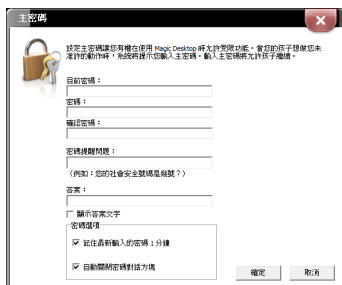 主密碼
設定主密碼讓您有權在使用 Magic Desktop 時允許受限功能。當您的孩子想做您未
准許的動作時，系統將提示您輸入主密碼。輸入主密碼將允許孩子繼續。
目前密碼：
密碼：
確認密碼：
密碼提醒問題：
（例如：您的社會安全號碼是幾號？）
答案：
顯示答案文字
密碼選項
記住最新輸入的密碼 1 分鐘
自動關閉密碼對話方塊
確定
取消